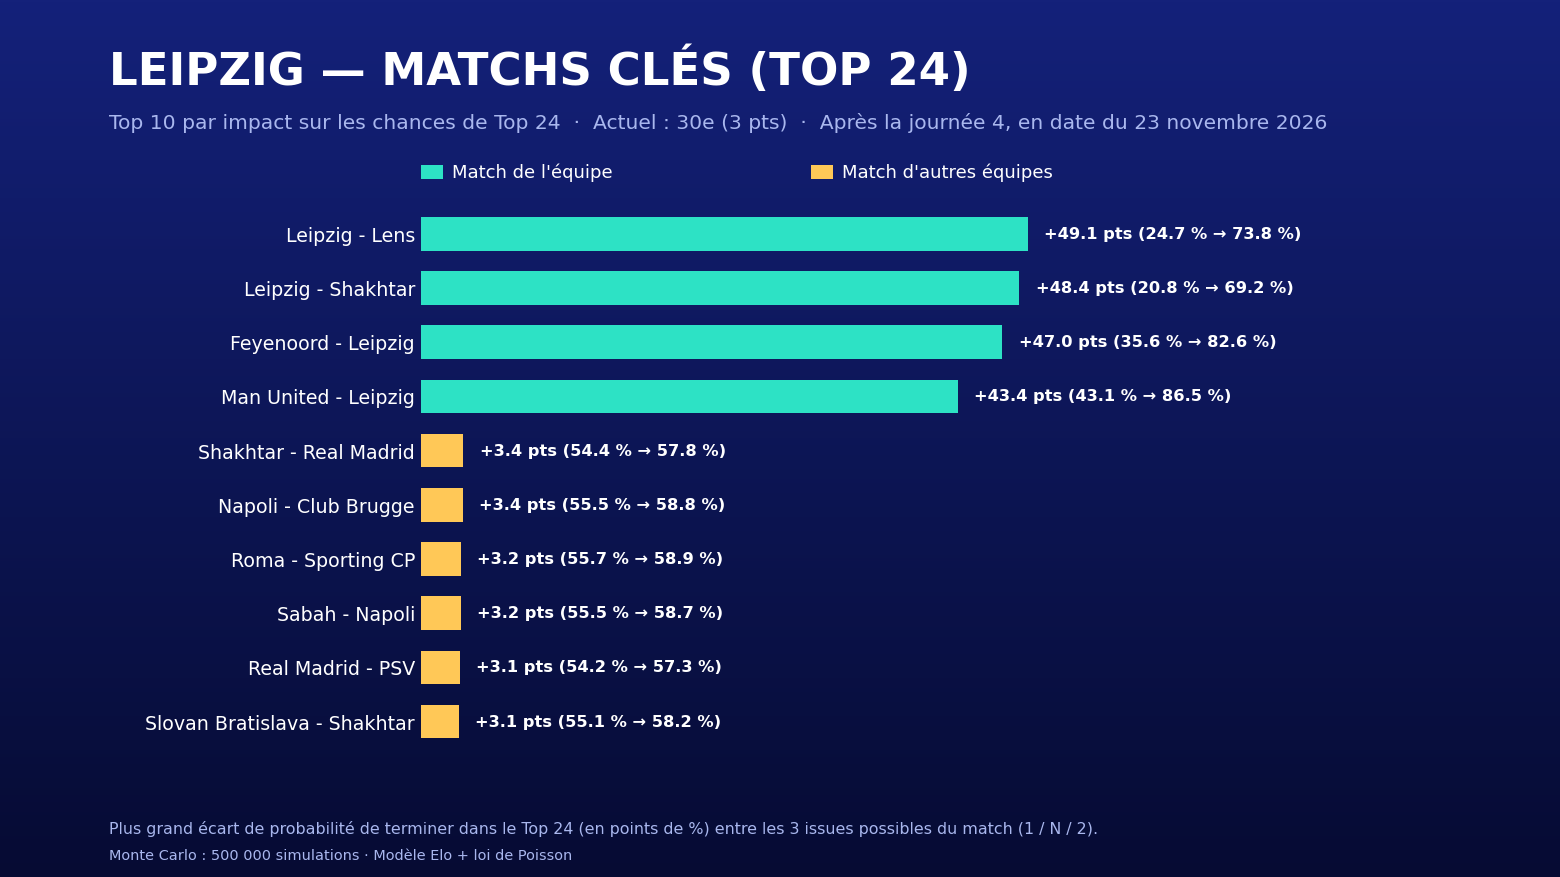 LEIPZIG — MATCHS CLÉS (TOP 24)
Top 10 par impact sur les chances de Top 24 · Actuel : 30e (3 pts) · Après la journée 4, en date du 23 novembre 2026
Match de l'équipe
Match d'autres équipes
Leipzig - Lens +49.1 pts (24.7 % → 73.8 %)
Leipzig - Shakhtar +48.4 pts (20.8 % → 69.2 %)
Feyenoord - Leipzig +47.0 pts (35.6 % → 82.6 %)
Man United - Leipzig +43.4 pts (43.1 % → 86.5 %)
Shakhtar - Real Madrid +3.4 pts (54.4 % → 57.8 %)
Napoli - Club Brugge +3.4 pts (55.5 % → 58.8 %)
Roma - Sporting CP +3.2 pts (55.7 % → 58.9 %)
Sabah - Napoli +3.2 pts (55.5 % → 58.7 %)
Real Madrid - PSV +3.1 pts (54.2 % → 57.3 %)
Slovan Bratislava - Shakhtar +3.1 pts (55.1 % → 58.2 %)
Plus grand écart de probabilité de terminer dans le Top 24 (en points de %) entre les 3 issues possibles du match (1 / N / 2).
Monte Carlo : 500 000 simulations · Modèle Elo + loi de Poisson